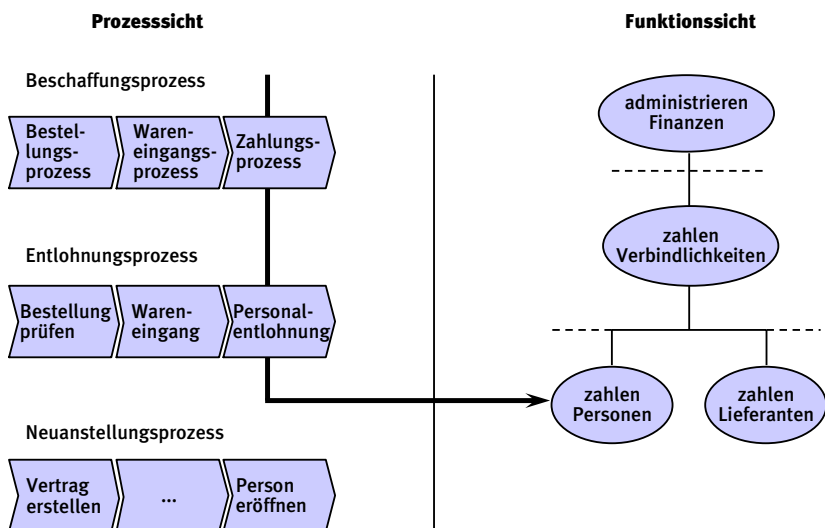 Prozesssicht
Funktionssicht
Beschaffungsprozess
Bestel-
lungs-
prozess
Waren-
eingangs-
prozess
Zahlungs-
prozess
Entlohnungsprozess
Bestellung
prüfen
Waren-
eingang
Personal-
entlohnung
Neuanstellungsprozess
Vertrag
erstellen
...
Person
eröffnen
administrieren
Finanzen
zahlen
Verbindlichkeiten
zahlen
Personen
zahlen
Lieferanten